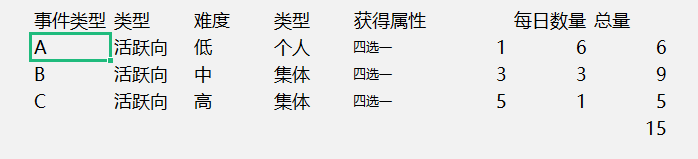 事件类型 类型 难度 类型 获得属性 每日数量 总量
A 活跃向 低 个人 四选一 1 6 6
B 活跃向 中 集体 四选一 3 3 9
C 活跃向 高 集体 四选一 5 1 5
15